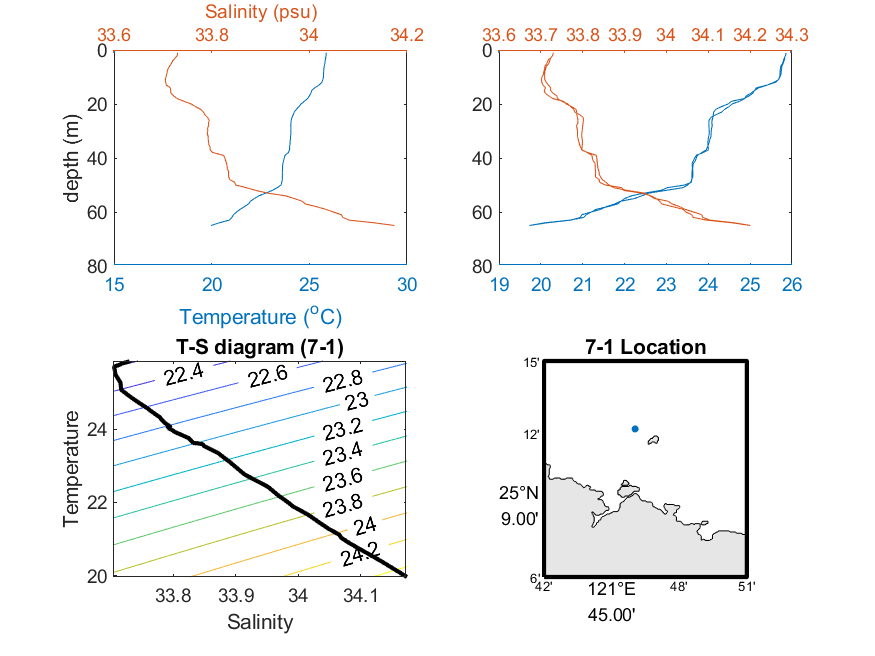 Salinity (psu)
33.6 33.8 34 34.2
33.6 33.7 33.8 33.9 34 34.1 34.2 34.3
0
20
40
60
80
depth (m)
0
20
40
60
80
15 20 25 30
19 20 21 22 23 24 25 26
Temperature (°C)
T-S diagram (7-1)
22.4 22.6 22.8
23
23.2
23.4
23.6
23.8
24
24.2
24
22
20
Temperature
33.8 33.9 34 34.1
Salinity
7-1 Location
15'
12'
25°N
9.00'
6'
42' 121°E 48' 51'
45.00'